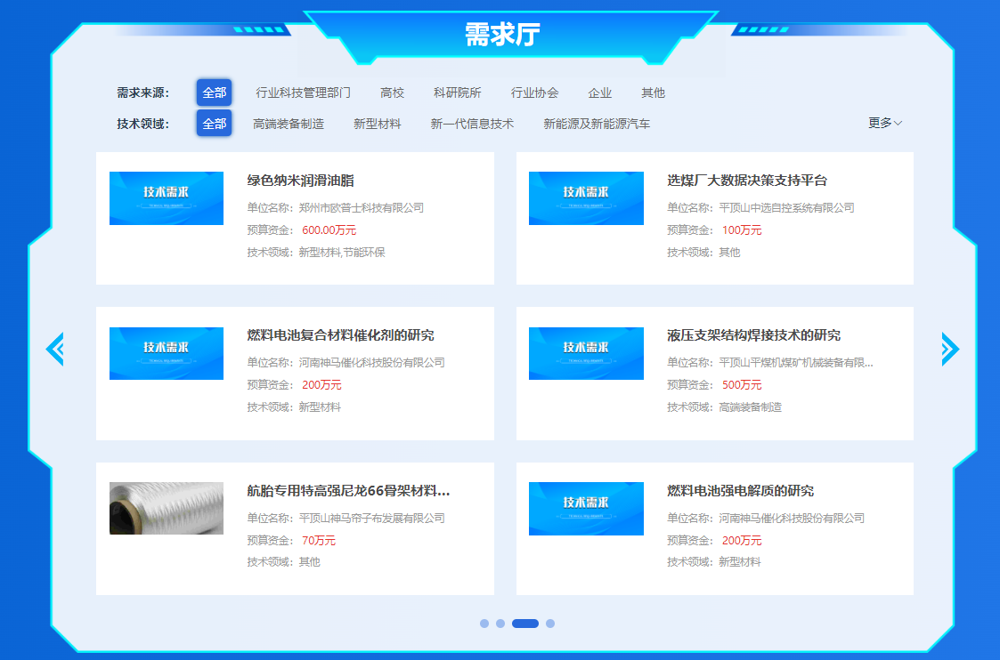 需求厅
需求来源： 全部 行业科技管理部门 高校 科研院所 行业协会 企业 其他
技术领域： 全部 高端装备制造 新型材料 新一代信息技术 新能源及新能源汽车 更多
技术需求
绿色纳米润滑油脂
单位名称：郑州市欧普士科技有限公司
预算资金： 600.00万元
技术领域：新型材料,节能环保
技术需求
选煤厂大数据决策支持平台
单位名称：平顶山中选自控系统有限公司
预算资金： 100万元
技术领域：其他
技术需求
燃料电池复合材料催化剂的研究
单位名称：河南神马催化科技股份有限公司
预算资金： 200万元
技术领域：新型材料
技术需求
液压支架结构焊接技术的研究
单位名称：平顶山平煤机煤矿机械装备有限...
预算资金： 500万元
技术领域：高端装备制造
航胎专用特高强尼龙66骨架材料...
单位名称：平顶山神马帘子布发展有限公司
预算资金： 70万元
技术领域：其他
技术需求
燃料电池强电解质的研究
单位名称：河南神马催化科技股份有限公司
预算资金： 200万元
技术领域：新型材料